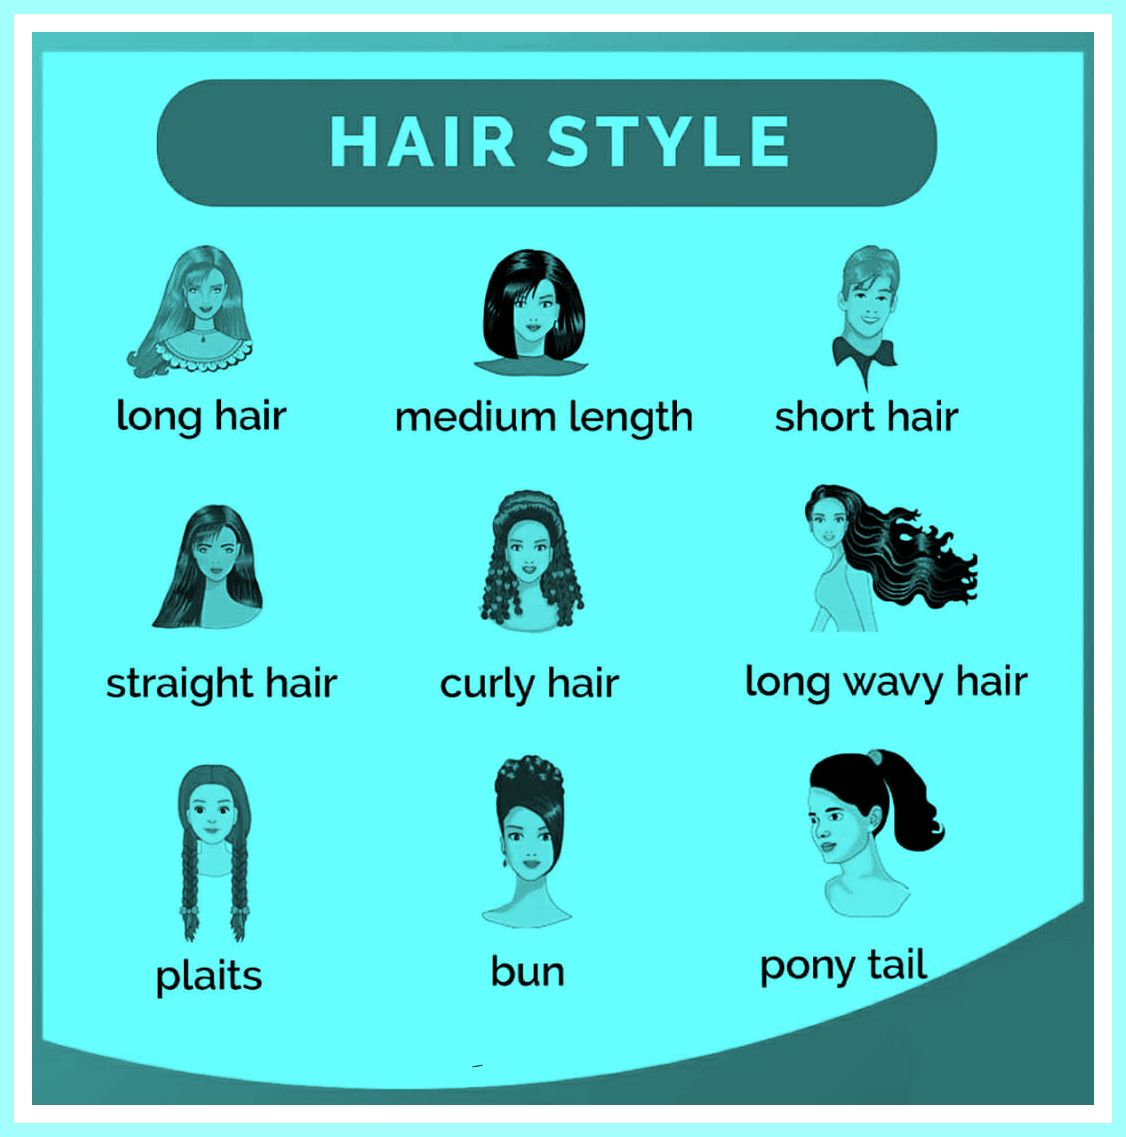 HAIR STYLE
long hair
medium length
short hair
straight hair
curly hair
long wavy hair
plaits
bun
pony tail